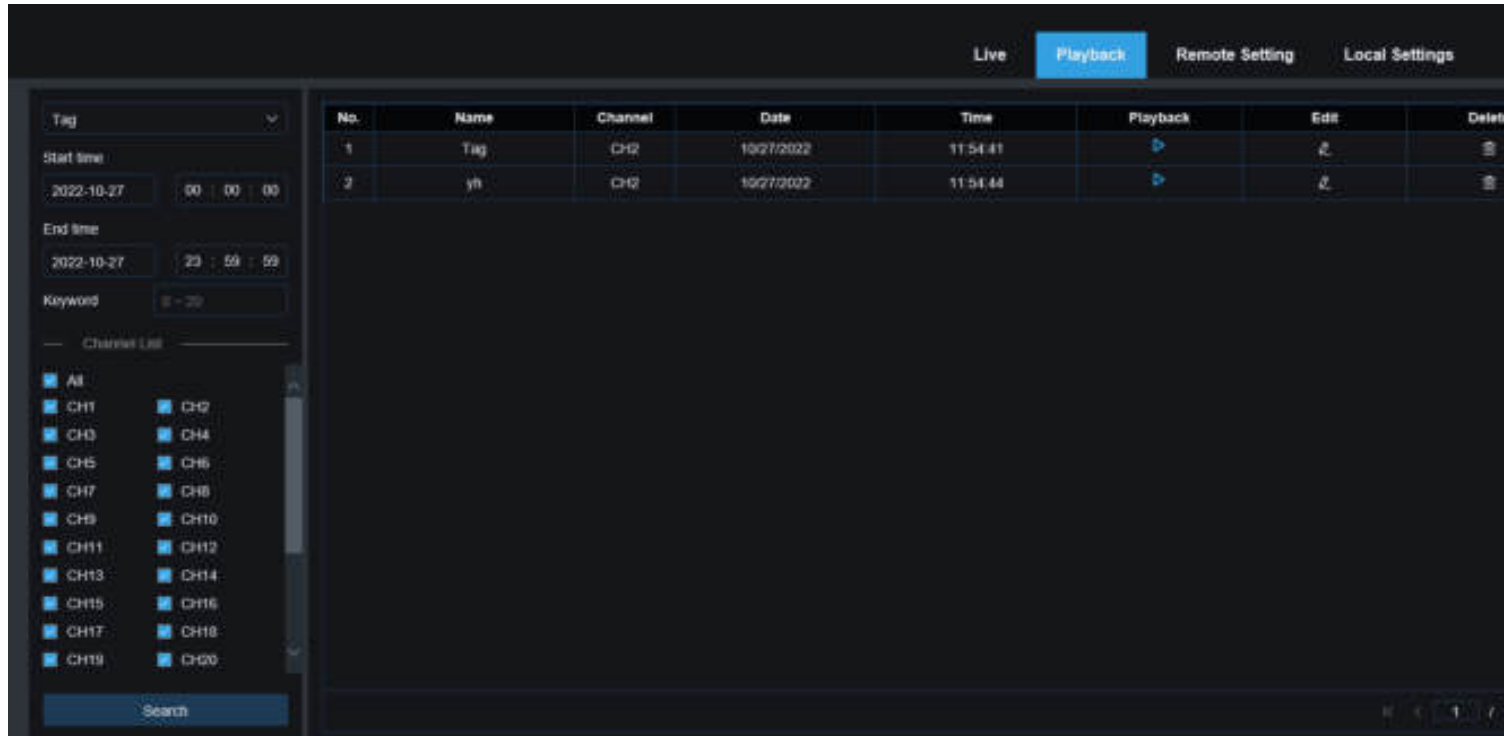 Live Playback Remote Setting Local Settings
Tag
No. Name Channel Date Time Playback Edit Delet
1 Tag CH2 10/27/2022 11:54:41
2 yh CH2 10/27/2022 11:54:44
Start time
2022-10-27 00 : 00 : 00
End time
2022-10-27 23 : 59 : 59
Keyword
Channel List
All
CH1 CH2
CH3 CH4
CH5 CH6
CH7 CH8
CH9 CH10
CH11 CH12
CH13 CH14
CH15 CH16
CH17 CH18
CH19 CH20
Search
1 /